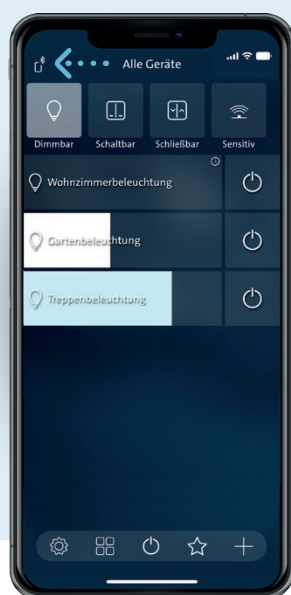 Alle Geräte
Dimmbar Schaltbar Schließbar Sensitiv
Wohnzimmerbeleuchtung
Gartenbeleuchtung
Treppenbeleuchtung